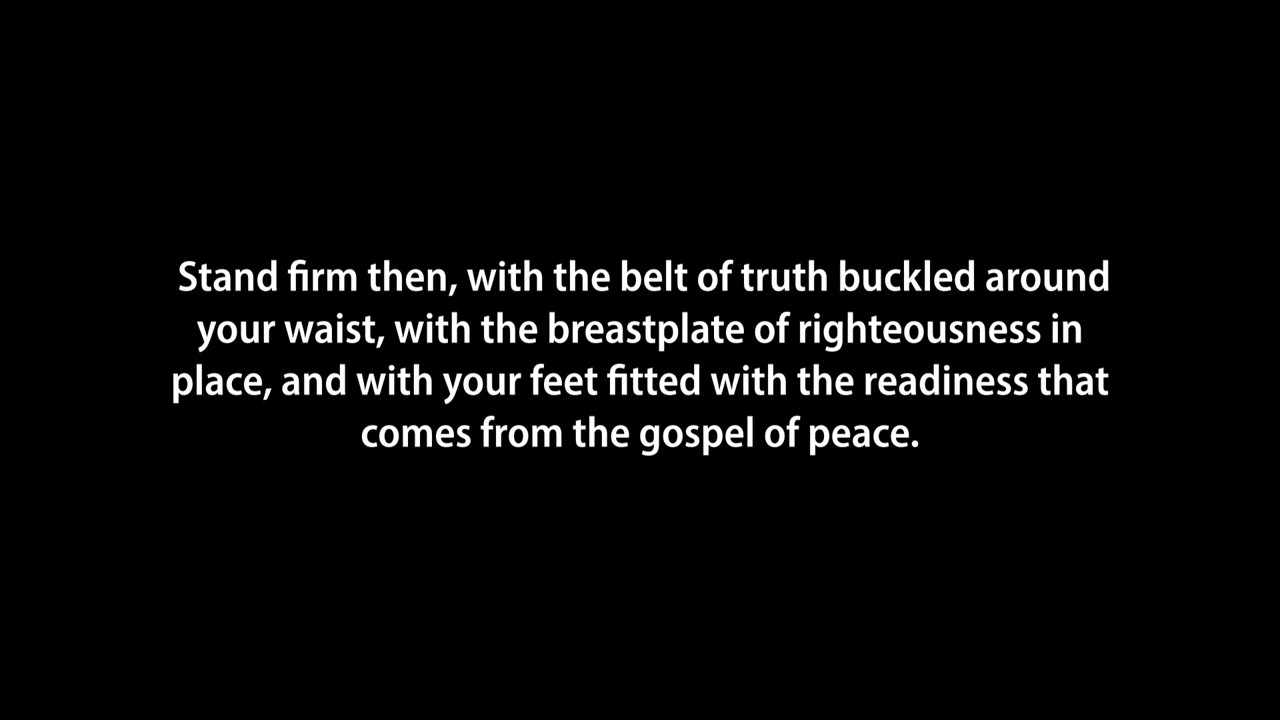 Stand firm then, with the belt of truth buckled around
your waist, with the breastplate of righteousness in
place, and with your feet fitted with the readiness that
comes from the gospel of peace.